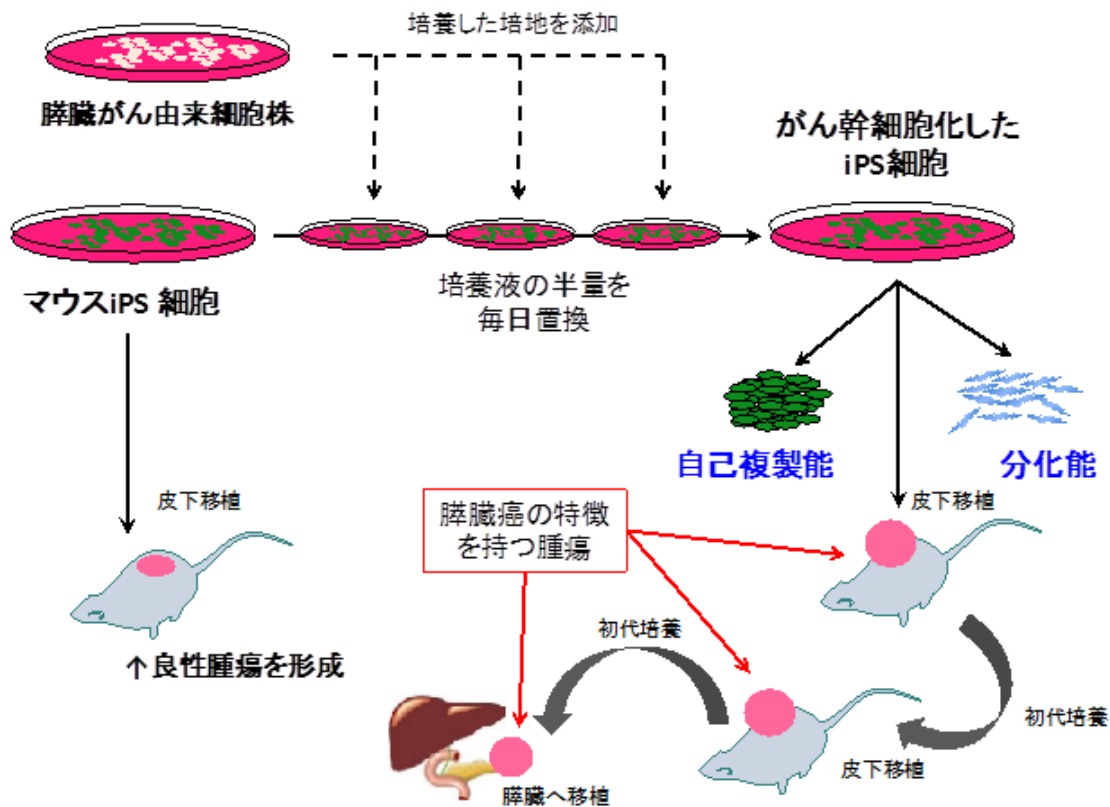 培養した培地を添加
膵臓がん由来細胞株
がん幹細胞化した
iPS細胞
マウスiPS 細胞
培養液の半量を
毎日置換
自己複製能
分化能
皮下移植
膵臓癌の特徴
を持つ腫瘍
皮下移植
↑良性腫瘍を形成
初代培養
初代培養
皮下移植
膵臓へ移植